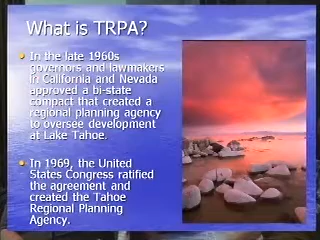 What is TRPA?
In the late 1960s
governors and lawmakers
in California and Nevada
approved a bi-state
compact that created a
regional planning agency
to oversee development
at Lake Tahoe.
In 1969, the United
States Congress ratified
the agreement and
created the Tahoe
Regional Planning
Agency.